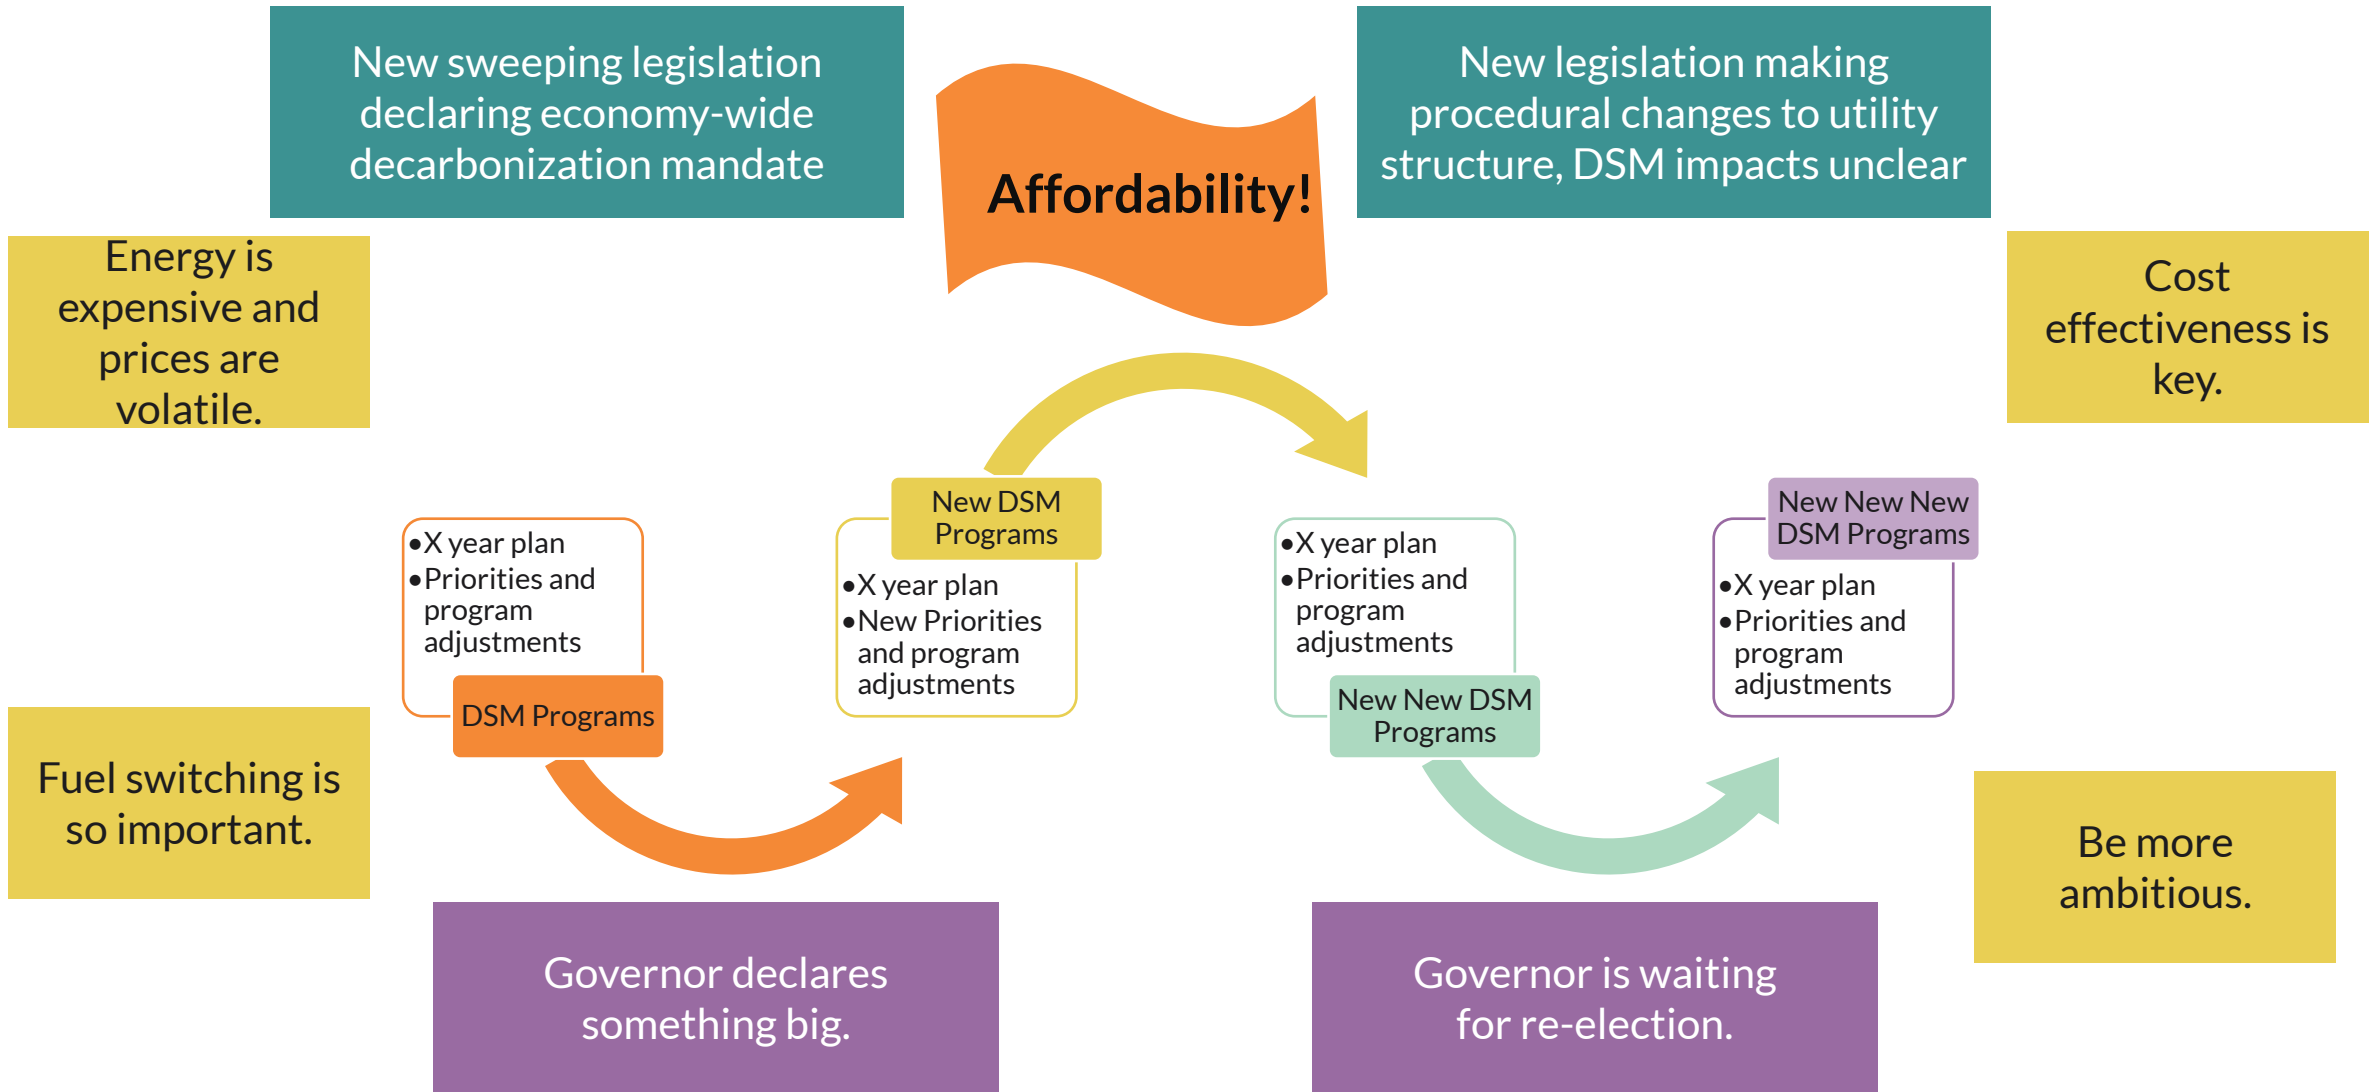 New sweeping legislation
declaring economy-wide
decarbonization mandate
Affordability!
New legislation making
procedural changes to utility
structure, DSM impacts unclear
Energy is
expensive and
prices are
volatile.
Cost
effectiveness is
key.
•X year plan
•Priorities and
program
adjustments
DSM Programs
New DSM
Programs
•X year plan
•New Priorities
and program
adjustments
•X year plan
•Priorities and
program
adjustments
New New DSM
Programs
New New New
DSM Programs
•X year plan
•Priorities and
program
adjustments
Fuel switching is
so important.
Be more
ambitious.
Governor declares
something big.
Governor is waiting
for re-election.